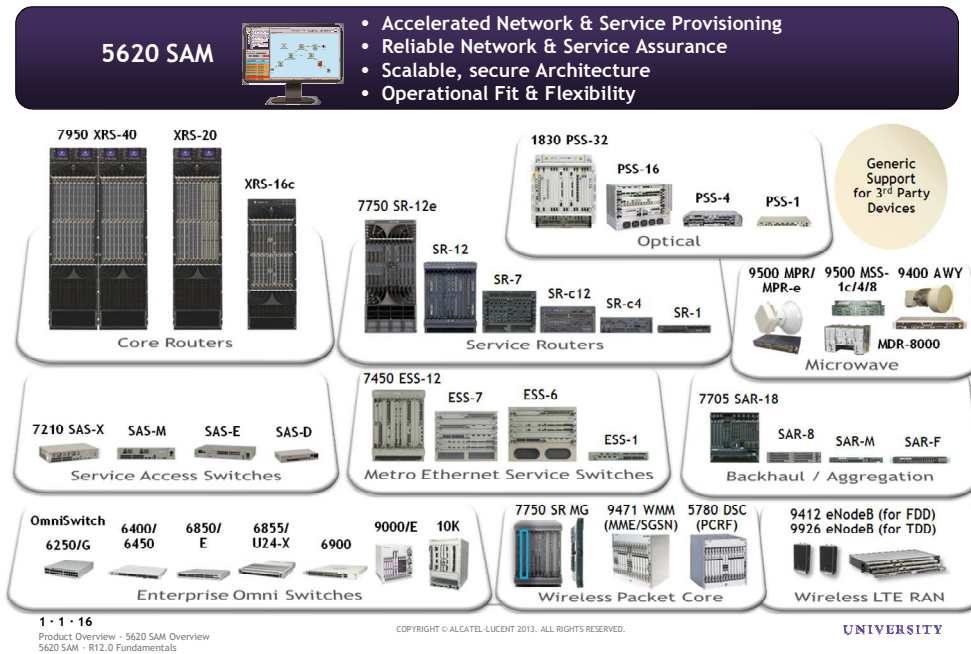 5620 SAM
• Accelerated Network & Service Provisioning
• Reliable Network & Service Assurance
• Scalable, secure Architecture
• Operational Fit & Flexibility
7950 XRS-40
XRS-20
XRS-16c
Core Routers
7750 SR-12e
SR-12
SR-7
SR-c12
SR-c4
SR-1
Service Routers
1830 PSS-32
PSS-16
PSS-4
PSS-1
Optical
Generic
Support
for 3rd Party
Devices
9500 MPR/
MPR-e
9500 MSS-
1c/4/8
9400 AWY
MDR-8000
Microwave
7210 SAS-X
SAS-M
SAS-E
SAS-D
Service Access Switches
7450 ESS-12
ESS-7
ESS-6
ESS-1
Metro Ethernet Service Switches
7705 SAR-18
SAR-8
SAR-M
SAR-F
Backhaul / Aggregation
OmniSwitch
6250/G
6400/
6450
6850/
E
6855/
U24-X
6900
9000/E
10K
Enterprise Omni Switches
7750 SR MG
9471 WMM
(MME/SGSN)
5780 DSC
(PCRF)
Wireless Packet Core
9412 eNodeB (for FDD)
9926 eNodeB (for TDD)
Wireless LTE RAN
1 · 1 · 16
Product Overview · 5620 SAM Overview
5620 SAM · R12.0 Fundamentals
COPYRIGHT © ALCATEL-LUCENT 2013. ALL RIGHTS RESERVED.
UNIVERSITY